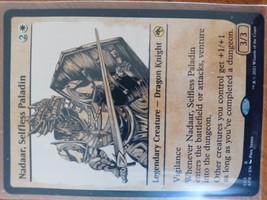 Nadaar, Selfless Paladin
2
Legendary Creature — Dragon Knight
Vigilance
Whenever Nadaar, Selfless Paladin
enters the battlefield or attacks, venture
into the dungeon.
Other creatures you control get +1/+1
as long as you've completed a dungeon.
3/3